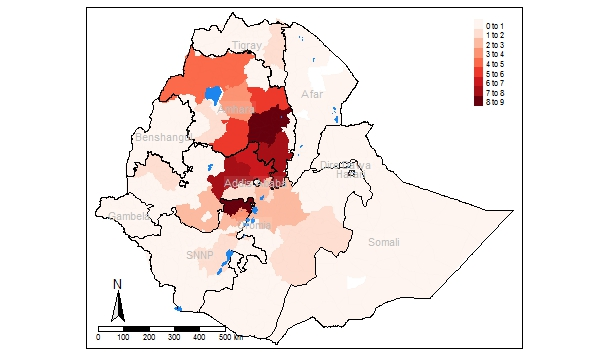 Tigray
0 to 1
1 to 2
2 to 3
3 to 4
4 to 5
5 to 6
6 to 7
7 to 8
8 to 9
Afar
Amhara
Benshangul
Dire Dawa
Harari
Addis Ababa
Gambela
Oromia
Somali
SNNP
N
0 100 200 300 400 500 km